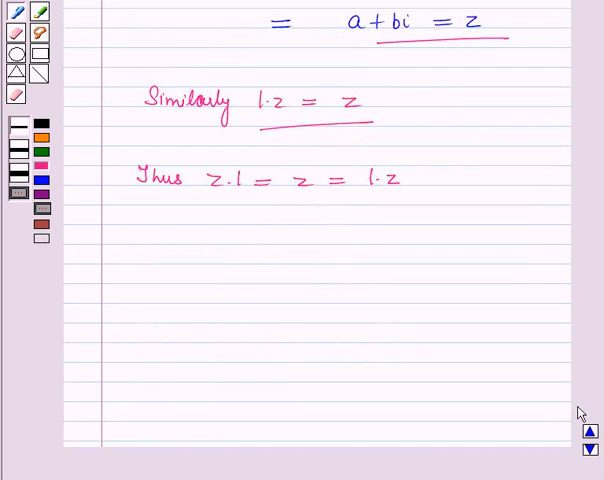 = a + bi = z
Similarly 1·z = z
Thus z.1 = z = 1·z